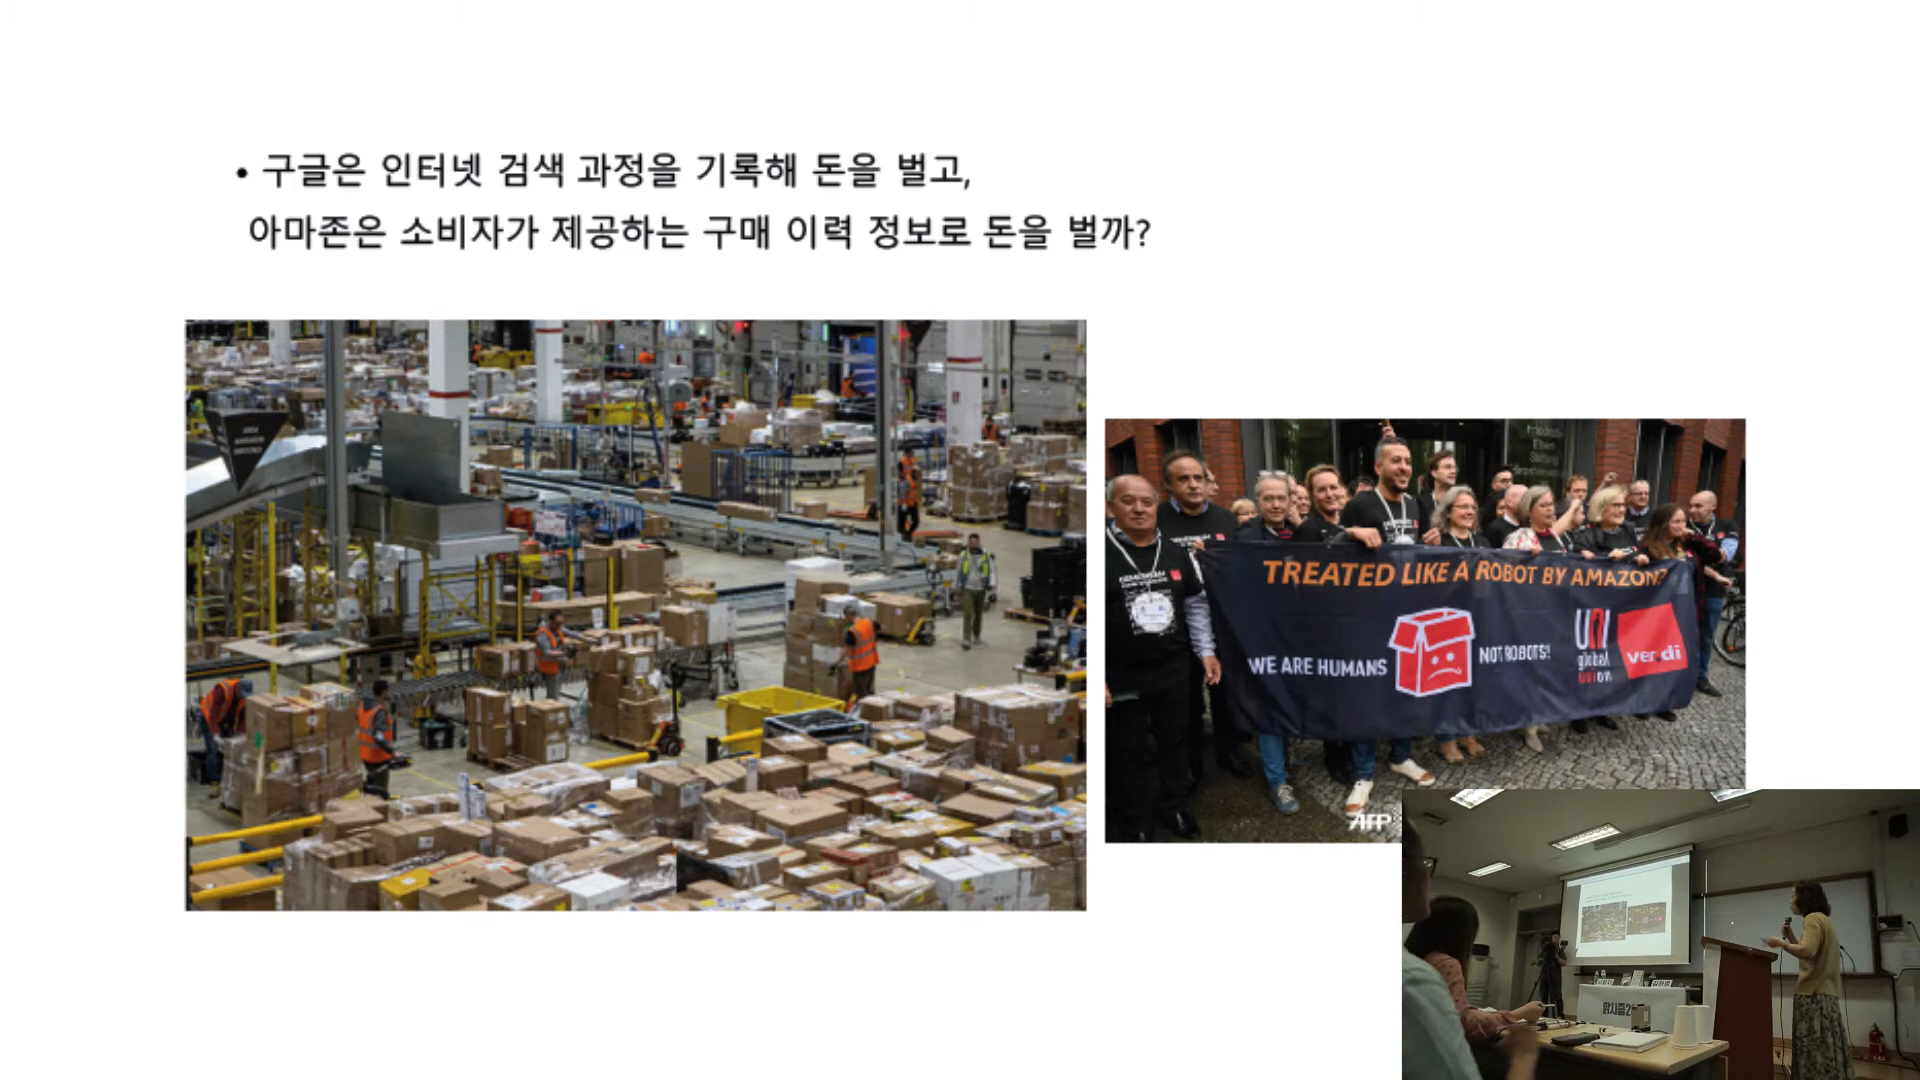 • 구글은 인터넷 검색 과정을 기록해 돈을 벌고,
아마존은 소비자가 제공하는 구매 이력 정보로 돈을 벌까?
TREATED LIKE A ROBOT BY AMAZON?
WE ARE HUMANS
NOT ROBOTS!
UNI
global
union
ver.di
AFP